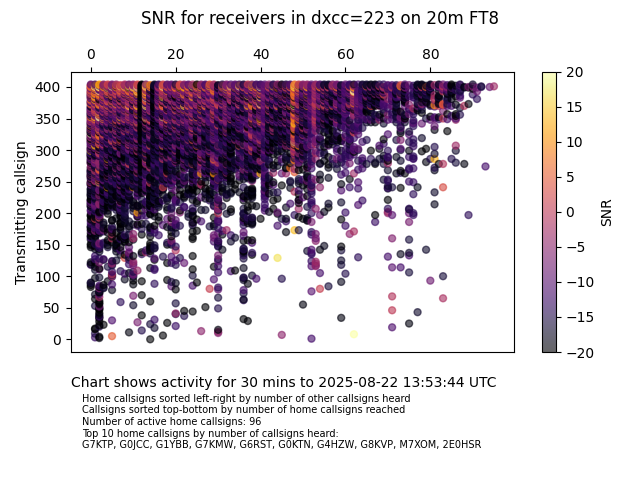 SNR for receivers in dxcc=223 on 20m FT8
0 20 40 60 80
400
350
300
250
200
150
100
50
0
Transmitting callsign
20
15
10
5
0
−5
−10
−15
−20
SNR
Chart shows activity for 30 mins to 2025-08-22 13:53:44 UTC
Home callsigns sorted left-right by number of other callsigns heard
Callsigns sorted top-bottom by number of home callsigns reached
Number of active home callsigns: 96
Top 10 home callsigns by number of callsigns heard:
G7KTP, G0JCC, G1YBB, G7KMW, G6RST, G0KTN, G4HZW, G8KVP, M7XOM, 2E0HSR